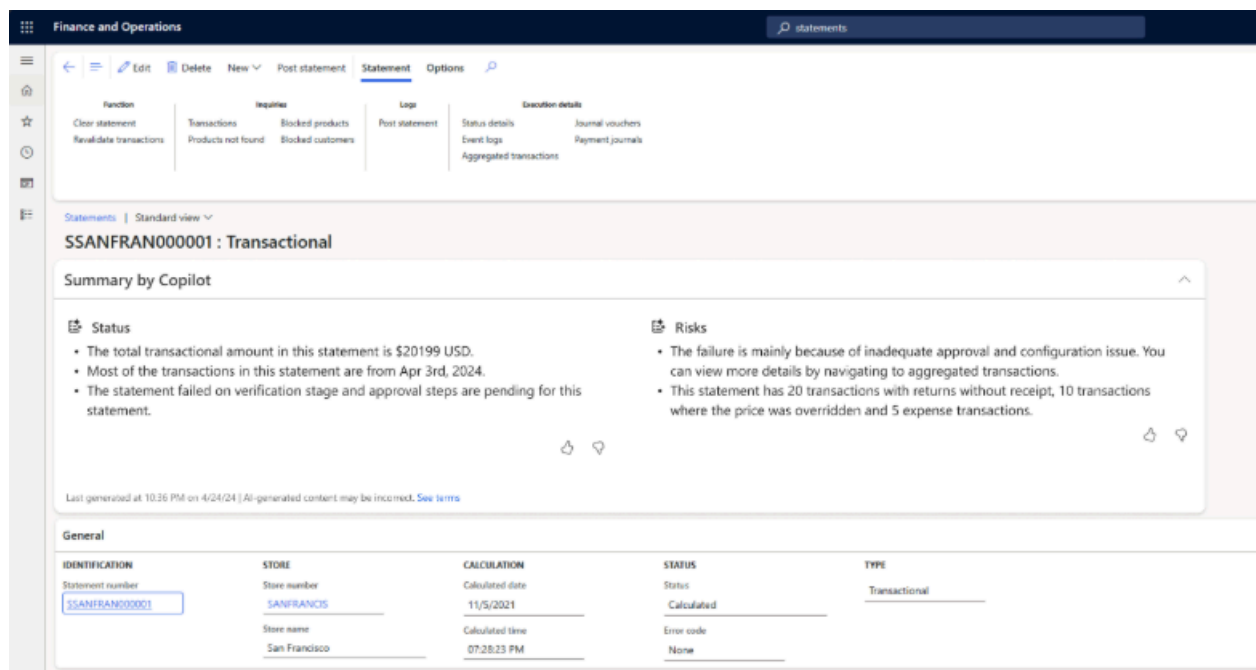 Finance and Operations
statements
Edit Delete New Post statement Statement Options
Function Inquiries Logs Execution details
Clear statement Transactions Blocked products Post statement Status details Journal vouchers
Revalidate transactions Products not found Blocked customers Event logs Payment journals
Aggregated transactions
Statements | Standard view
SSANFRAN000001 : Transactional
Summary by Copilot
Status
• The total transactional amount in this statement is $20199 USD.
• Most of the transactions in this statement are from Apr 3rd, 2024.
• The statement failed on verification stage and approval steps are pending for this
statement.
Risks
• The failure is mainly because of inadequate approval and configuration issue. You
can view more details by navigating to aggregated transactions.
• This statement has 20 transactions with returns without receipt, 10 transactions
where the price was overridden and 5 expense transactions.
Last generated at 10:36 PM on 4/24/24 | AI-generated content may be incorrect. See terms
General
IDENTIFICATION STORE CALCULATION STATUS TYPE
Statement number Store number Calculated date Status
SSANFRAN000001 SANFRANCIS 11/5/2021 Calculated Transactional
Store name Calculated time Error code
San Francisco 07:28:23 PM None